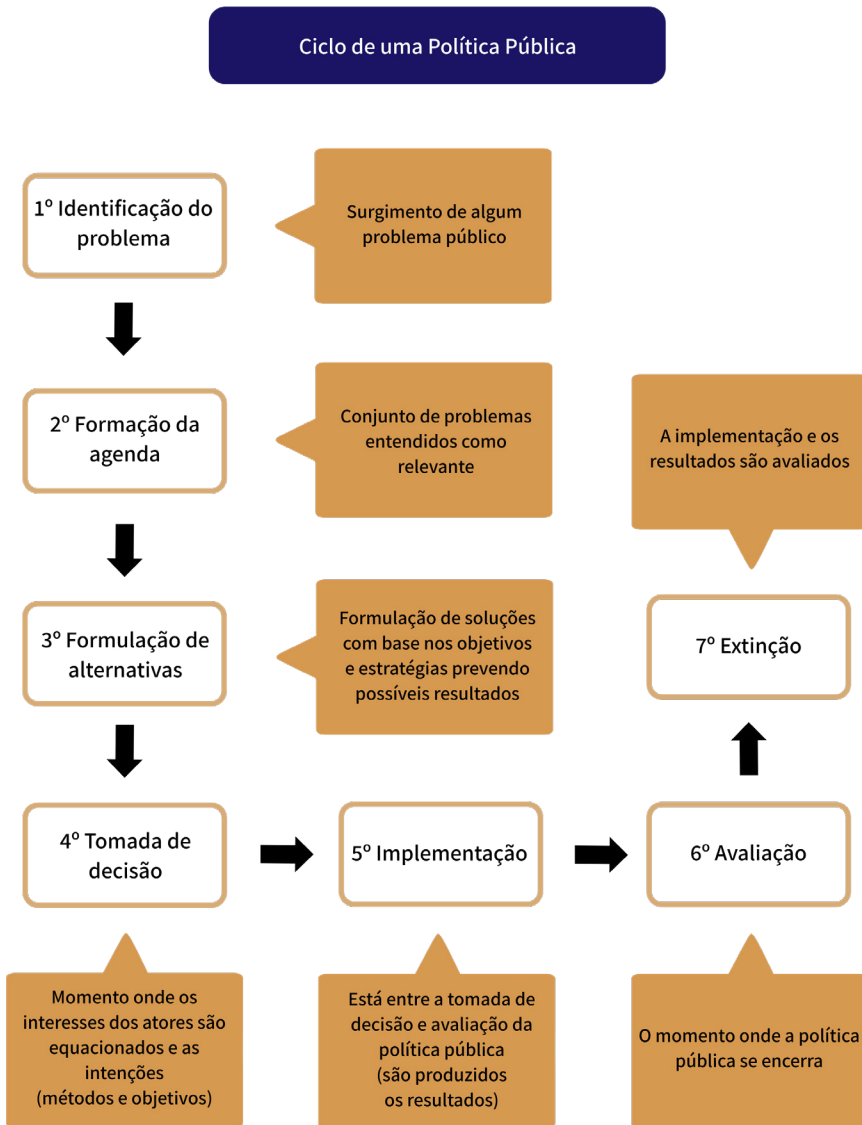 Ciclo de uma Política Pública
1º Identificação do
problema
Surgimento de algum
problema público
2º Formação da
agenda
Conjunto de problemas
entendidos como
relevante
A implementação e os
resultados são avaliados
3º Formulação de
alternativas
Formulação de soluções
com base nos objetivos
e estratégias prevendo
possíveis resultados
7º Extinção
4º Tomada de
decisão
5º Implementação
6º Avaliação
Momento onde os
interesses dos atores são
equacionados e as
intenções
(métodos e objetivos)
Está entre a tomada de
decisão e avaliação da
política pública
(são produzidos
os resultados)
O momento onde a política
pública se encerra